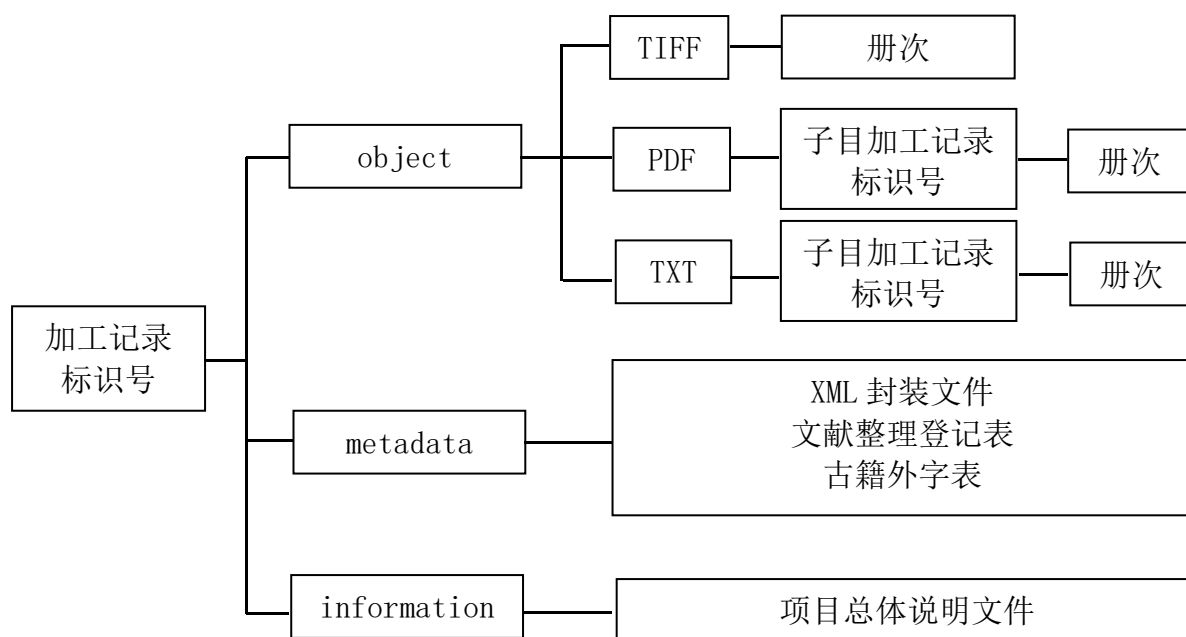 加工记录
标识号
object
TIFF
册次
PDF
子目加工记录
标识号
册次
TXT
子目加工记录
标识号
册次
metadata
XML 封装文件
文献整理登记表
古籍外字表
information
项目总体说明文件